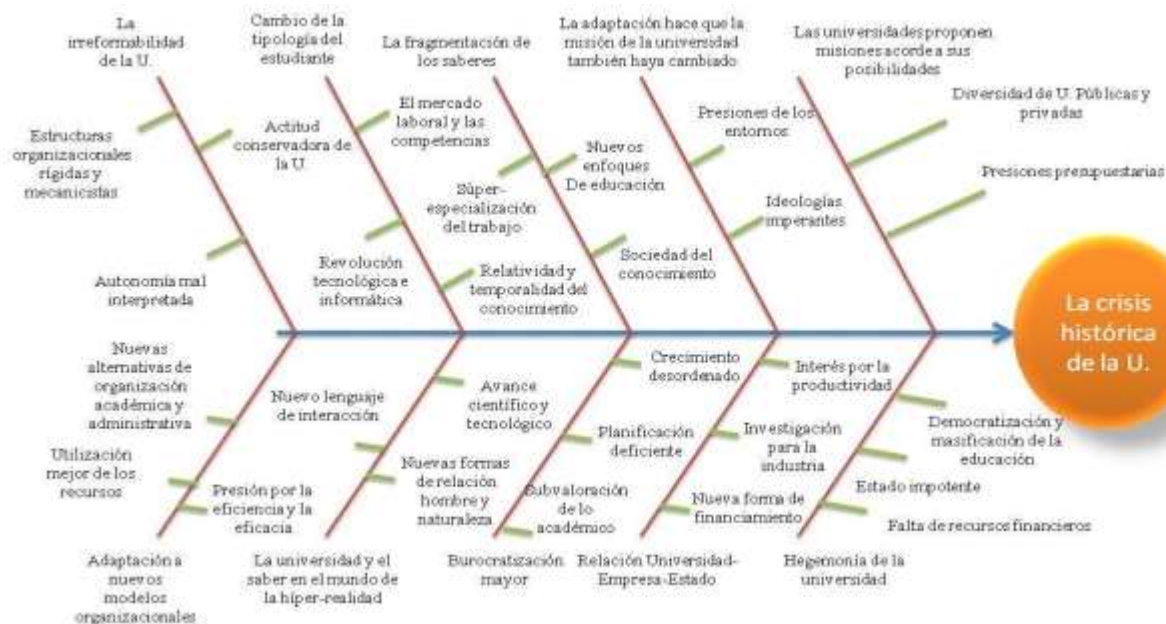 La
irreformabilidad
de la U.
Cambio de la
tipología del
estudiante
La fragmentación de
los saberes
La adaptación hace que la
misión de la universidad
también haya cambiado
Las universidades proponen
misiones acorde a sus
posibilidades
Estructuras
organizacionales
rígidas y
mecanicistas
Actitud
conservadora de
la U.
El mercado
laboral y las
competencias
Nuevos
enfoques
De educación
Presiones de los
entornos
Diversidad de U. Públicas y
privadas
Presiones presupuestarias
Autonomía mal
interpretada
Revolución
tecnológica e
informática
Súper-
especialización
del trabajo
Relatividad y
temporalidad del
conocimiento
Sociedad del
conocimiento
Ideologías
imperantes
La crisis
histórica
de la U.
Nuevas
alternativas de
organización
académica y
administrativa
Nuevo lenguaje
de interacción
Avance
científico y
tecnológico
Crecimiento
desordenado
Interés por la
productividad
Utilización
mejor de los
recursos
Presión por la
eficiencia y la
eficacia
Nuevas formas
de relación
hombre y
naturaleza
Planificación
deficiente
Subvaloración
de lo
académico
Investigación
para la
industria
Nueva forma de
financiamiento
Democratización y
masificación de la
educación
Estado impotente
Falta de recursos financieros
Adaptación a
nuevos
modelos
organizacionales
La universidad y el
saber en el mundo de
la híper-realidad
Burocratización
mayor
Relación Universidad-
Empresa-Estado
Hegemonía de la
universidad